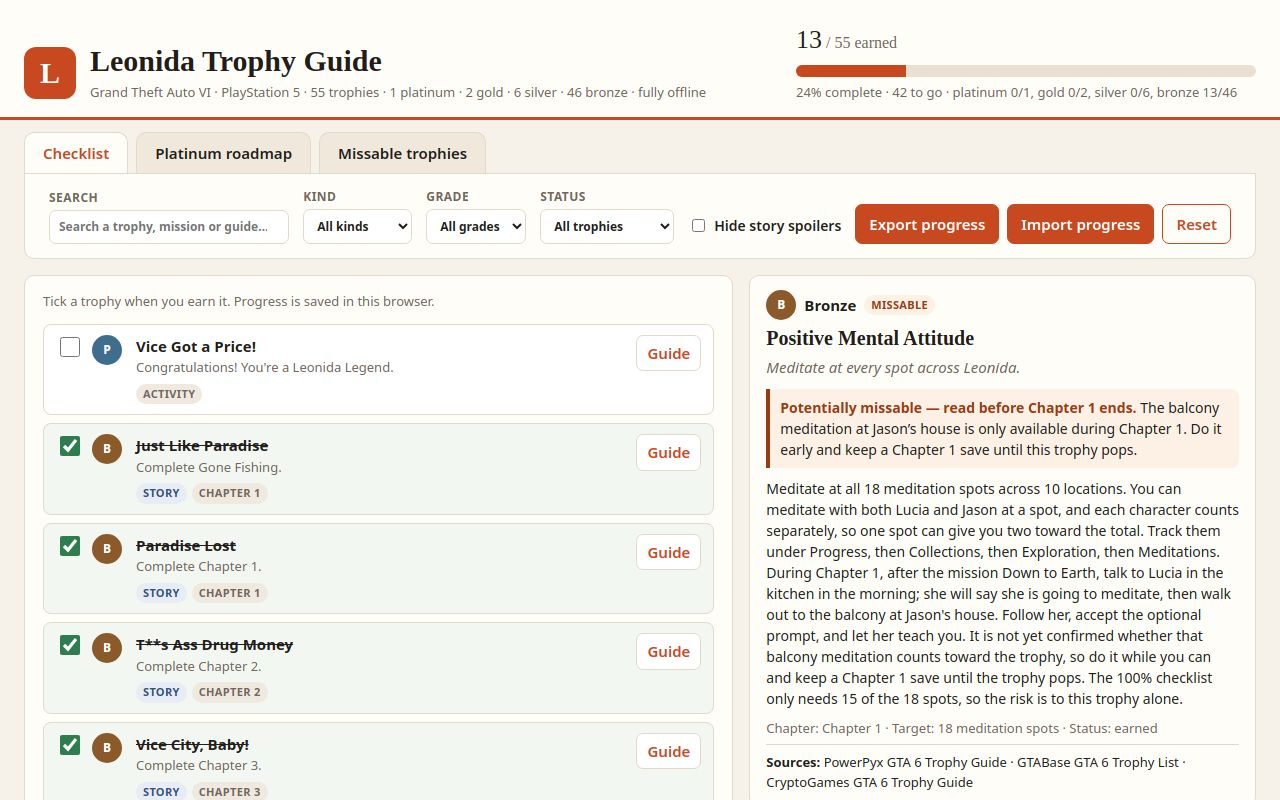 L
Leonida Trophy Guide
Grand Theft Auto VI · PlayStation 5 · 55 trophies · 1 platinum · 2 gold · 6 silver · 46 bronze · fully offline
13 / 55 earned
24% complete · 42 to go · platinum 0/1, gold 0/2, silver 0/6, bronze 13/46
Checklist
Platinum roadmap
Missable trophies
SEARCH
Search a trophy, mission or guide...
KIND
All kinds
GRADE
All grades
STATUS
All trophies
Hide story spoilers
Export progress
Import progress
Reset
Tick a trophy when you earn it. Progress is saved in this browser.
P
Vice Got a Price!
Congratulations! You're a Leonida Legend.
ACTIVITY
Guide
B
Just Like Paradise
Complete Gone Fishing.
STORY
CHAPTER 1
Guide
B
Paradise Lost
Complete Chapter 1.
STORY
CHAPTER 1
Guide
B
T**s Ass Drug Money
Complete Chapter 2.
STORY
CHAPTER 2
Guide
B
Vice City, Baby!
Complete Chapter 3.
STORY
CHAPTER 3
Guide
B
Bronze
MISSABLE
Positive Mental Attitude
Meditate at every spot across Leonida.
Potentially missable — read before Chapter 1 ends. The balcony
meditation at Jason’s house is only available during Chapter 1. Do it
early and keep a Chapter 1 save until this trophy pops.
Meditate at all 18 meditation spots across 10 locations. You can
meditate with both Lucia and Jason at a spot, and each character counts
separately, so one spot can give you two toward the total. Track them
under Progress, then Collections, then Exploration, then Meditations.
During Chapter 1, after the mission Down to Earth, talk to Lucia in the
kitchen in the morning; she will say she is going to meditate, then walk
out to the balcony at Jason's house. Follow her, accept the optional
prompt, and let her teach you. It is not yet confirmed whether that
balcony meditation counts toward the trophy, so do it while you can
and keep a Chapter 1 save until the trophy pops. The 100% checklist
only needs 15 of the 18 spots, so the risk is to this trophy alone.
Chapter: Chapter 1 · Target: 18 meditation spots · Status: earned
Sources: PowerPyx GTA 6 Trophy Guide · GTABase GTA 6 Trophy List ·
CryptoGames GTA 6 Trophy Guide